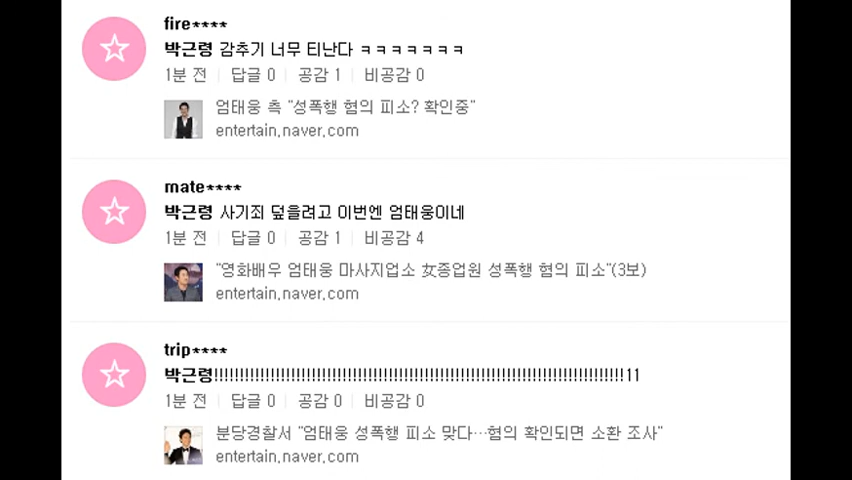 fire****
박근령 감추기 너무 티난다 ㅋㅋㅋㅋㅋㅋㅋ
1분 전 답글 0 공감 1 비공감 0
엄태웅 측 "성폭행 혐의 피소? 확인중"
entertain.naver.com
mate****
박근령 사기죄 덮을려고 이번엔 엄태웅이네
1분 전 답글 0 공감 1 비공감 4
"영화배우 엄태웅 마사지업소 女종업원 성폭행 혐의 피소"(3보)
entertain.naver.com
trip****
박근령!!!!!!!!!!!!!!!!!!!!!!!!!!!!!!!!!!!!!!!!!!!!!!!!!!!!!!!!!!!!!!!!!!!!!!!!!!!!!!!!!!!11
1분 전 답글 0 공감 0 비공감 0
분당경찰서 "엄태웅 성폭행 피소 맞다…혐의 확인되면 소환 조사"
entertain.naver.com